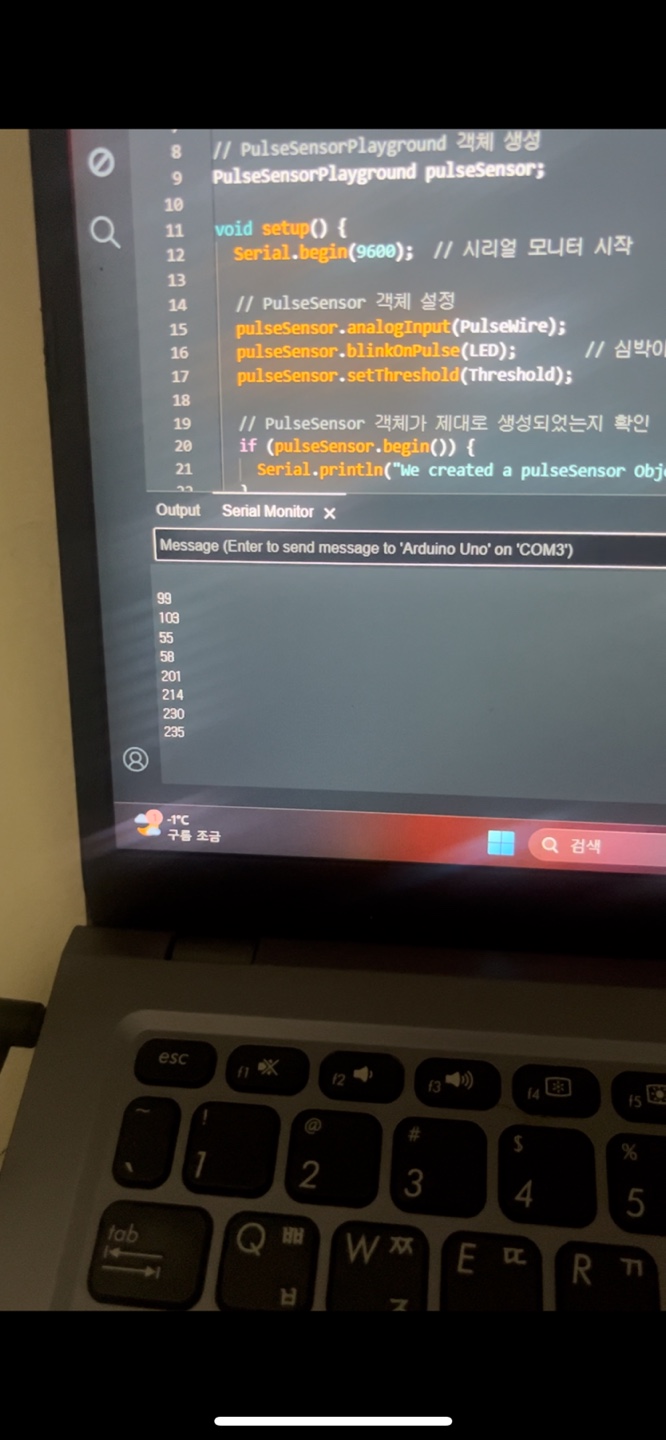 8 // PulseSensorPlayground 객체 생성
9 PulseSensorPlayground pulseSensor;
10
11 void setup() {
12 Serial.begin(9600); // 시리얼 모니터 시작
13
14 // PulseSensor 객체 설정
15 pulseSensor.analogInput(PulseWire);
16 pulseSensor.blinkOnPulse(LED); // 심박이
17 pulseSensor.setThreshold(Threshold);
18
19 // PulseSensor 객체가 제대로 생성되었는지 확인
20 if (pulseSensor.begin()) {
21 Serial.println("We created a pulseSensor Obj
Output Serial Monitor ×
Message (Enter to send message to 'Arduino Uno' on 'COM3')
99
103
55
58
201
214
230
235
-1°C
구름 조금
검색
esc f1 f2 f3 f4 f5
~ ! @ # $ %
` 1 2 3 4 5
tab Q ㅃ W ㅉ E ㄸ R ㄲ
ㅂ